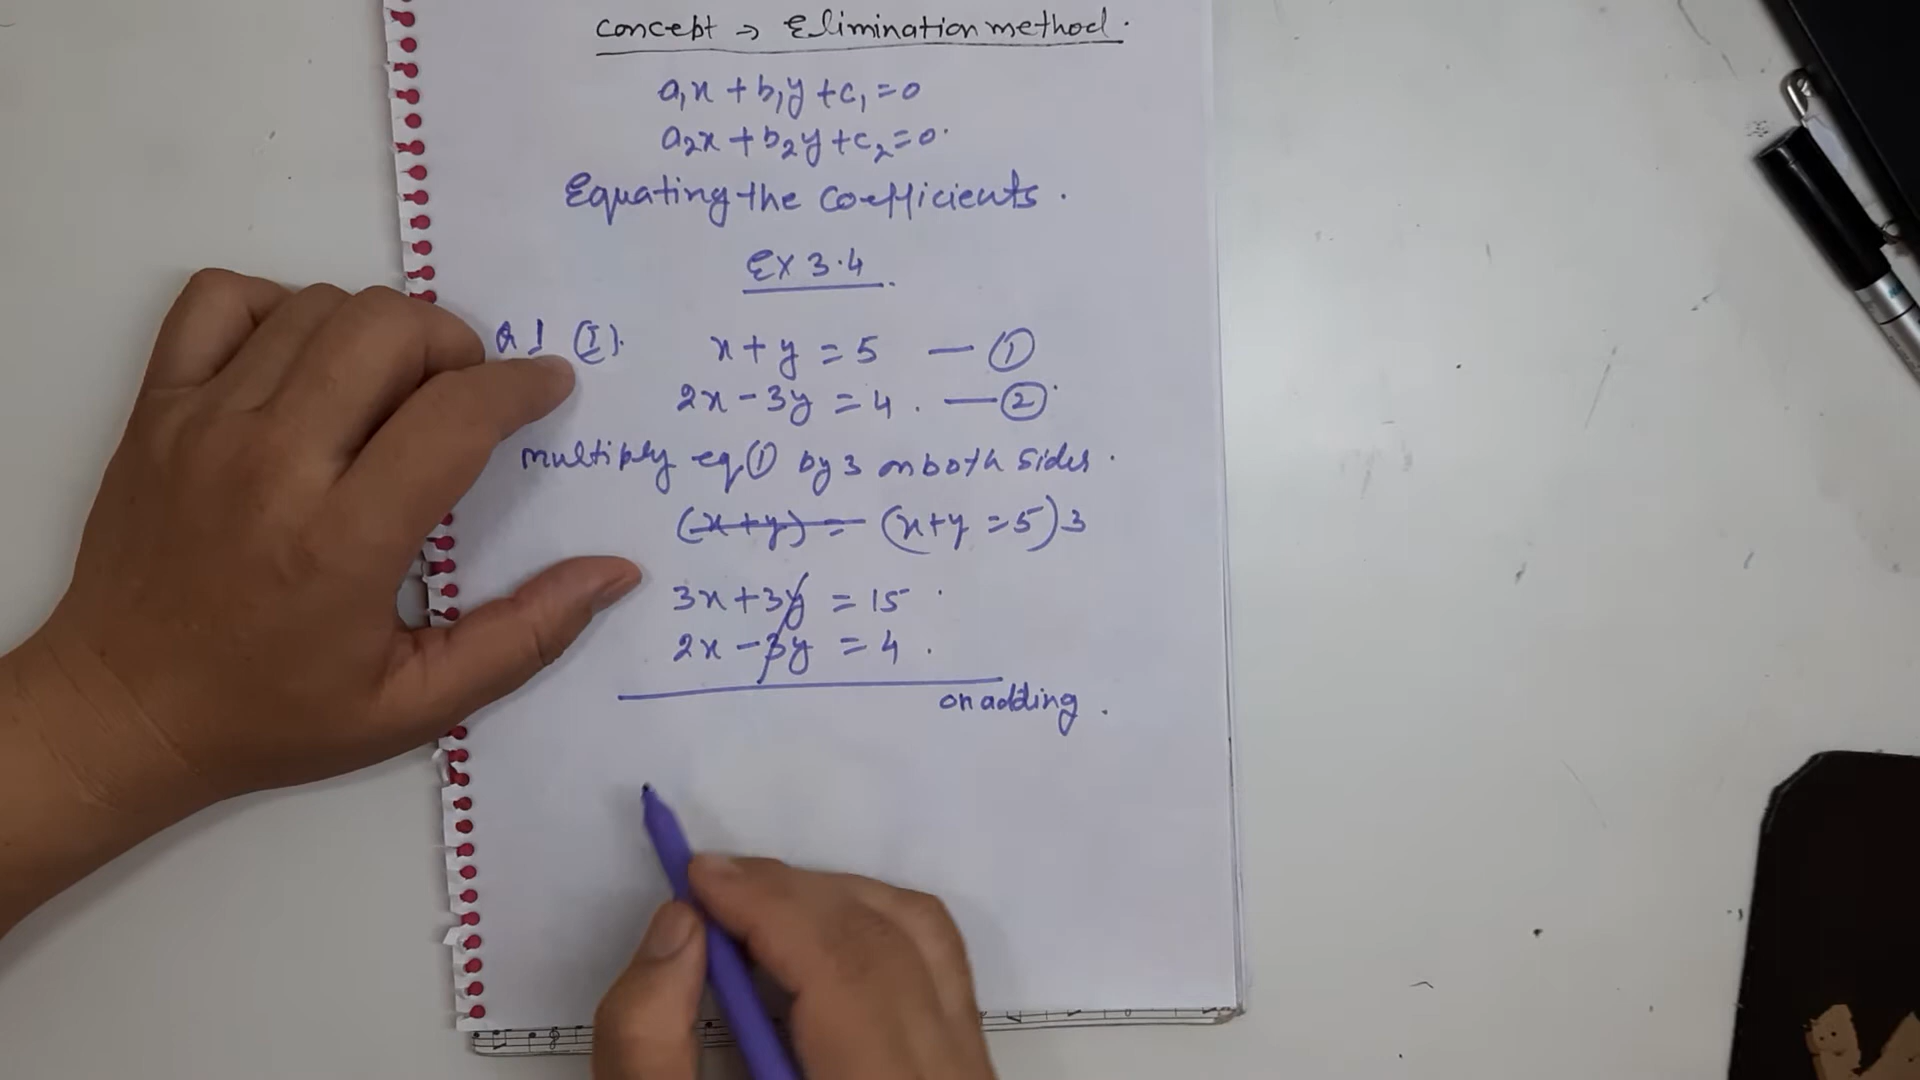 Concept → Elimination method.
a₁x + b₁y + c₁ = 0
a₂x + b₂y + c₂ = 0.
Equating the Coefficients.
Ex 3.4
Q1 (I). x + y = 5 — ①
2x - 3y = 4. — ②
multiply eq ① by 3 on both sides.
(x + y) = (x + y = 5) 3
3x + 3y = 15
2x - 3y = 4.
on adding.